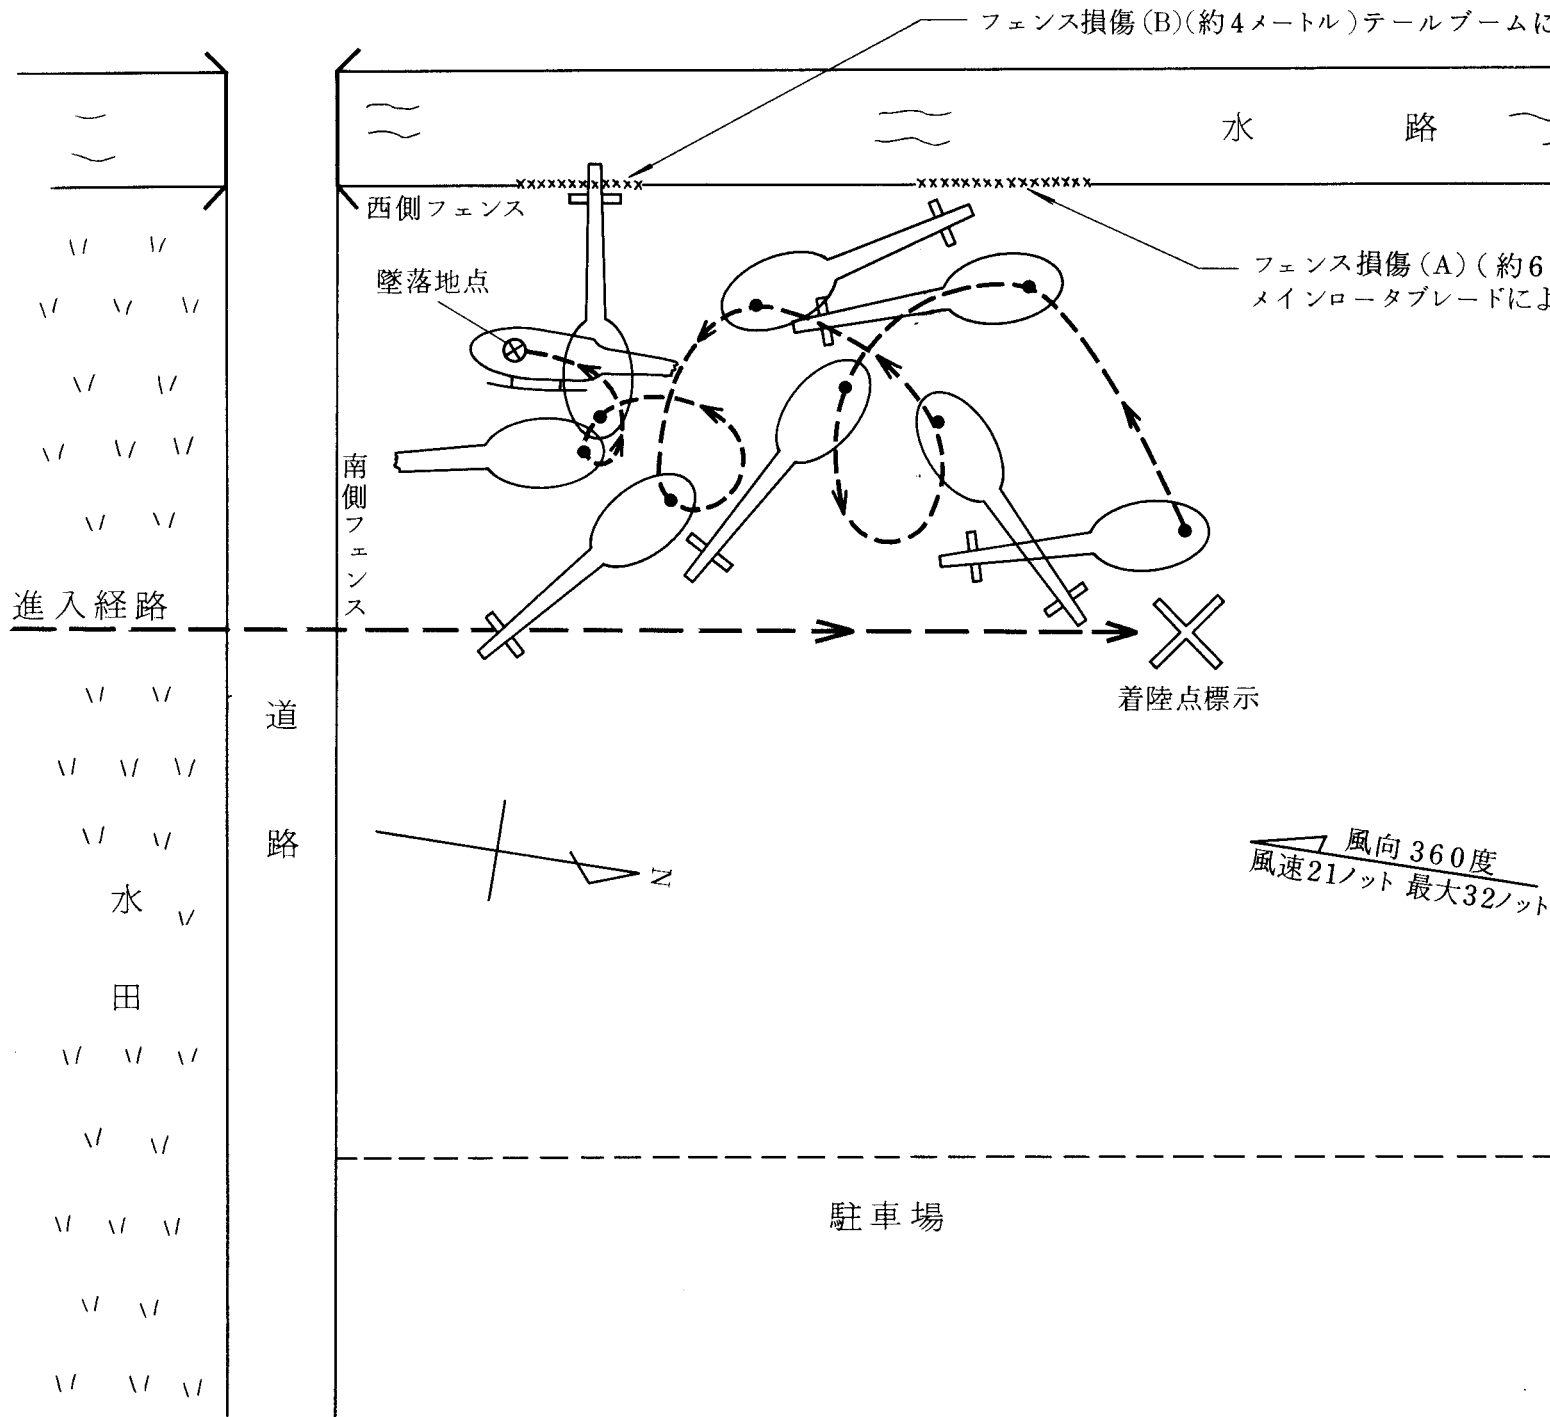 フェンス損傷(B)(約4メートル)テールブームに
水路
西側フェンス
墜落地点
フェンス損傷(A)(約6
メインロータブレードによ
南側フェンス
進入経路
着陸点標示
道路
風向360度
風速21ノット 最大32ノット
N
水田
駐車場